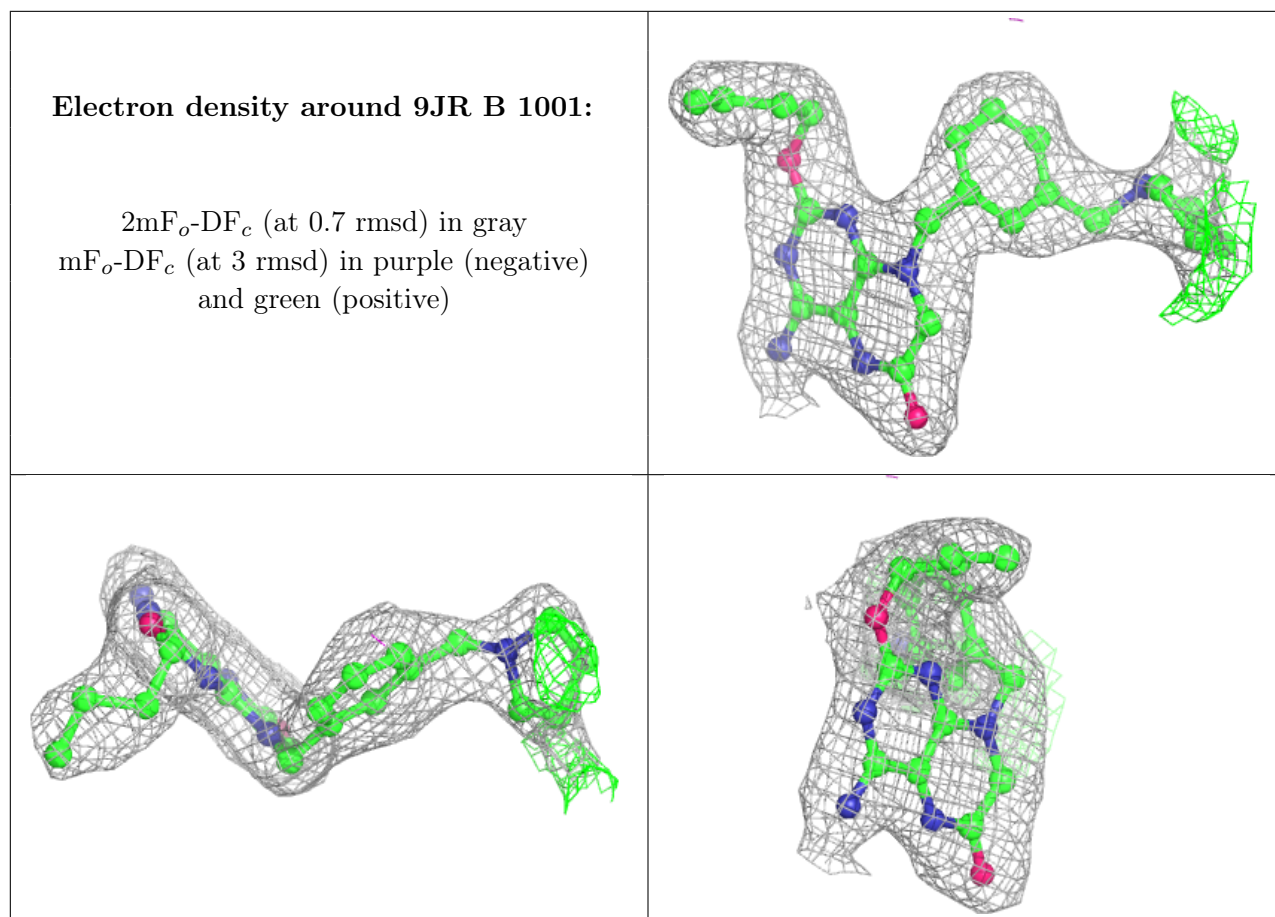 Electron density around 9JR B 1001:
2mFo-DFc (at 0.7 rmsd) in gray
mFo-DFc (at 3 rmsd) in purple (negative)
and green (positive)